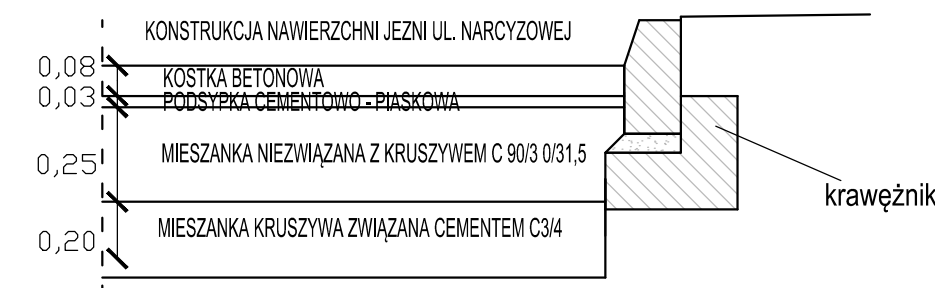 KONSTRUKCJA NAWIERZCHNI JEZNI UL. NARCYZOWEJ
0,08 KOSTKA BETONOWA
0,03 PODSYPKA CEMENTOWO - PIASKOWA
0,25 MIESZANKA NIEZWIĄZANA Z KRUSZYWEM C 90/3 0/31,5
krawężnik
0,20 MIESZANKA KRUSZYWA ZWIĄZANA CEMENTEM C3/4